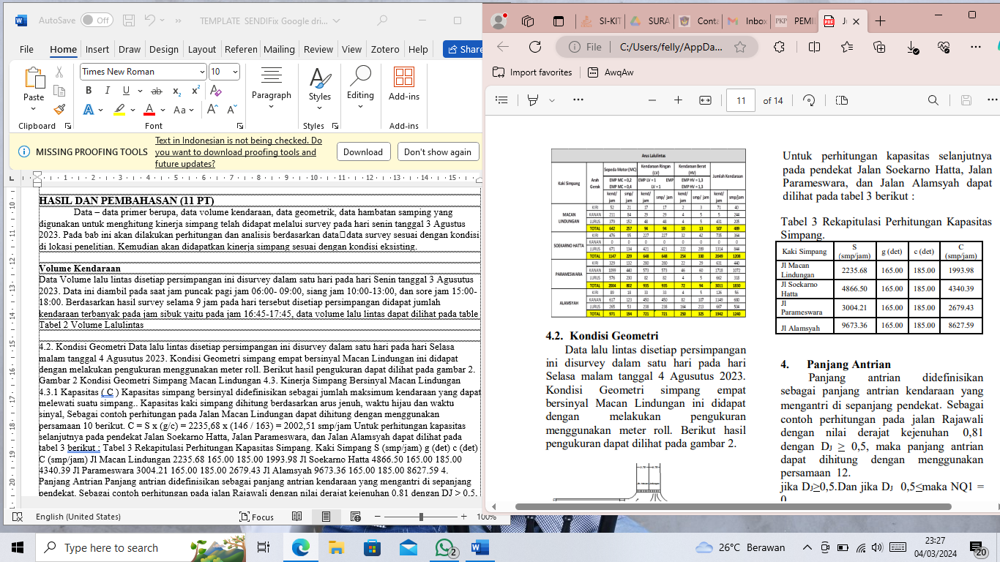 AutoSave Off TEMPLATE SENDIFix Google dri...
File Home Insert Draw Design Layout Referen Mailing Review View Zotero Help Share
Times New Roman 10
Paste
B I U ab x₂ x²
A A Aa A A
Paragraph Styles Editing Add-ins
Clipboard Font Styles Add-ins
MISSING PROOFING TOOLS Text in Indonesian is not being checked. Do you want to download proofing tools and future updates? Download Don't show again
1 2 3 4 5 6 7 8 9 10 11 12 13 14 15
HASIL DAN PEMBAHASAN (11 PT)
Data – data primer berupa, data volume kendaraan, data geometrik, data hambatan samping yang
digunakan untuk menghitung kinerja simpang telah didapat melalui survey pada hari senin tanggal 3 Agustus
2023. Pada bab ini akan dilakukan perhitungan dan analisis berdasarkan data□data survey sesuai dengan kondisi
di lokasi penelitian. Kemudian akan didapatkan kinerja simpang sesuai dengan kondisi eksisting.
Volume Kendaraan
Data Volume lalu lintas disetiap persimpangan ini disurvey dalam satu hari pada hari Senin tanggal 3 Agusutus
2023. Data ini diambil pada saat jam puncak pagi jam 06:00- 09:00, siang jam 10:00-13:00, dan sore jam 15:00-
18:00. Berdasarkan hasil survey selama 9 jam pada hari tersebut disetiap persimpangan didapat jumlah
kendaraan terbanyak pada jam sibuk yaitu pada jam 16:45-17:45, data volume lalu lintas dapat dilihat pada table
Tabel 2 Volume Lalulintas
4.2. Kondisi Geometri Data lalu lintas disetiap persimpangan ini disurvey dalam satu hari pada hari Selasa
malam tanggal 4 Agusutus 2023. Kondisi Geometri simpang empat bersinyal Macan Lindungan ini didapat
dengan melakukan pengukuran menggunakan meter roll. Berikut hasil pengukuran dapat dilihat pada gambar 2.
Gambar 2 Kondisi Geometri Simpang Macan Lindungan 4.3. Kinerja Simpang Bersinyal Macan Lindungan
4.3.1 Kapasitas ( C ) Kapasitas simpang bersinyal didefinisikan sebagai jumlah maksimum kendaraan yang dapat
melewati suatu simpang.. Kapasitas kaki simpang dihitung berdasarkan arus jenuh, waktu hijau dan waktu
sinyal, Sebagai contoh perhitungan pada Jalan Macan Lindungan dapat dihitung dengan menggunakan
persamaan 10 berikut. C = S x (g/c) = 2235,68 x (146 / 163) = 2002,51 smp/jam Untuk perhitungan kapasitas
selanjutnya pada pendekat Jalan Soekarno Hatta, Jalan Parameswara, dan Jalan Alamsyah dapat dilihat pada
tabel 3 berikut : Tabel 3 Rekapitulasi Perhitungan Kapasitas Simpang. Kaki Simpang S (smp/jam) g (det) c (det)
C (smp/jam) Jl Macan Lindungan 2235.68 165.00 185.00 1993.98 Jl Soekarno Hatta 4866.50 165.00 185.00
4340.39 Jl Parameswara 3004.21 165.00 185.00 2679.43 Jl Alamsyah 9673.36 165.00 185.00 8627.59 4.
Panjang Antrian Panjang antrian didefinisikan sebagai panjang antrian kendaraan yang mengantri di sepanjang
pendekat. Sebagai contoh perhitungan pada jalan Rajawali dengan nilai derajat kejenuhan 0,81 dengan DJ > 0,5,
English (United States) Focus 100%
SI-KIT SURA Conta Inbox PKP PEMI Ju
File C:/Users/felly/AppDa...
Import favorites AwqAw
11 of 14
Arus Lalulintas
Kaki Simpang
Arah Gerak
Sepeda Motor (MC) Kendaraan Ringan (LV) Kendaraan Berat (HV) Jumlah Kendaraan
EMP MC = 0,2 EMP LV = 1 EMP EMP HV = 1,3
EMP MC = 0,4 LV = 1 EMP HV = 1,3
kend/ jam smp/ jam kend/ jam smp/ jam kend/ jam smp/ jam kend/ jam smp/jam
MACAN LINDUNGAN
KIRI 52 21 17 17 2 3 71 40
KANAN 211 84 29 29 4 5 244
LURUS 379 152 48 48 4 5 431 205
TOTAL 642 257 94 94 10 13 507 489
SOEKARNO HATTA
KIRI 476 95 227 227 32 42 735 364
KANAN 0 0 0 0 0 0 0 0
LURUS 671 134 421 421 222 289 1314 844
TOTAL 1147 229 648 648 254 330 2049 1208
PARAMESWARA
KIRI 329 132 280 280 22 29 631 440
KANAN 1099 440 573 573 46 60 1718 1072
LURUS 576 230 82 82 4 5 662 318
TOTAL 2004 802 935 935 72 94 3011 1830
ALAMSYAH
KIRI 89 18 33 33 4 5 126 56
KANAN 617 123 450 450 82 107 1149 680
LURUS 265 53 238 238 164 213 667 504
TOTAL 971 194 721 721 250 325 1942 1240
4.2. Kondisi Geometri
Data lalu lintas disetiap persimpangan
ini disurvey dalam satu hari pada hari
Selasa malam tanggal 4 Agusutus 2023.
Kondisi Geometri simpang empat
bersinyal Macan Lindungan ini didapat
dengan melakukan pengukuran
menggunakan meter roll. Berikut hasil
pengukuran dapat dilihat pada gambar 2.
Untuk perhitungan kapasitas selanjutnya
pada pendekat Jalan Soekarno Hatta, Jalan
Parameswara, dan Jalan Alamsyah dapat
dilihat pada tabel 3 berikut :
Tabel 3 Rekapitulasi Perhitungan Kapasitas
Simpang.
Kaki Simpang S (smp/jam) g (det) c (det) C (smp/jam)
Jl Macan Lindungan 2235.68 165.00 185.00 1993.98
Jl Soekarno Hatta 4866.50 165.00 185.00 4340.39
Jl Parameswara 3004.21 165.00 185.00 2679.43
Jl Alamsyah 9673.36 165.00 185.00 8627.59
4. Panjang Antrian
Panjang antrian didefinisikan
sebagai panjang antrian kendaraan yang
mengantri di sepanjang pendekat. Sebagai
contoh perhitungan pada jalan Rajawali
dengan nilai derajat kejenuhan 0,81
dengan DJ ≥ 0,5, maka panjang antrian
dapat dihitung dengan menggunakan
persamaan 12.
jika DJ≥0,5.Dan jika DJ 0,5≤maka NQ1 =
0
Type here to search
2
26°C Berawan
23:27
04/03/2024
20